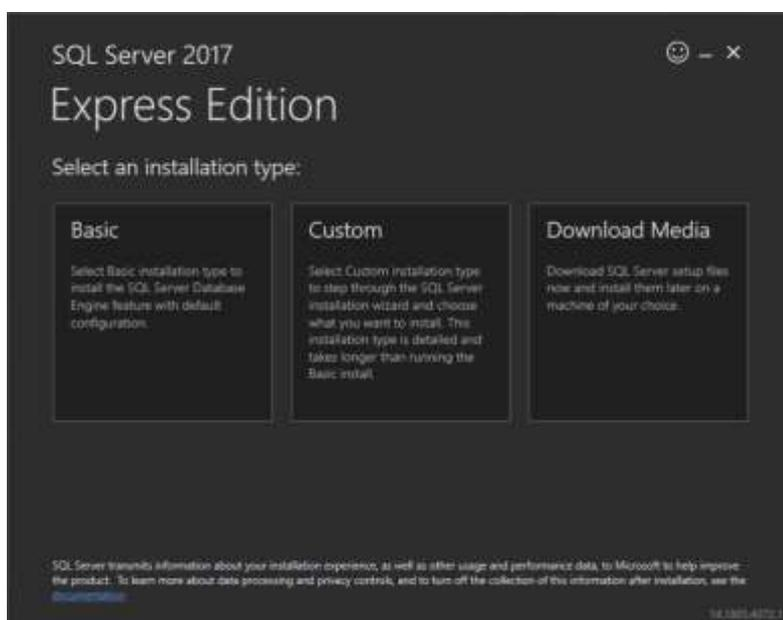 SQL Server 2017
Express Edition
Select an installation type:
Basic
Select Basic installation type to
install the SQL Server Database
Engine feature with default
configuration.
Custom
Select Custom installation type
to step through the SQL Server
installation wizard and choose
what you want to install. This
installation type is detailed and
takes longer than running the
Basic install.
Download Media
Download SQL Server setup files
now and install them later on a
machine of your choice.
SQL Server transmits information about your installation experience, as well as other usage and performance data, to Microsoft to help improve
the product. To learn more about data processing and privacy controls, and to turn off the collection of this information after installation, see the
documentation